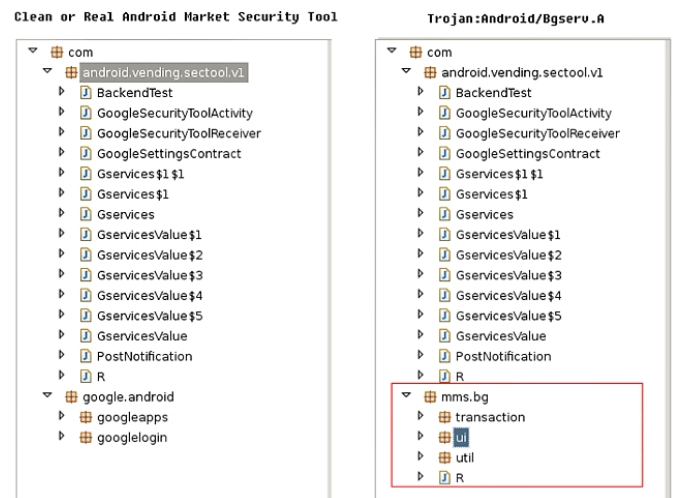 Clean or Real Android Market Security Tool
com
android.vending.sectool.v1
BackendTest
GoogleSecurityToolActivity
GoogleSecurityToolReceiver
GoogleSettingsContract
Gservices$1$1
Gservices$1
Gservices
GservicesValue$1
GservicesValue$2
GservicesValue$3
GservicesValue$4
GservicesValue$5
GservicesValue
PostNotification
R
google.android
googleapps
googlelogin
Trojan:Android/Bgserv.A
com
android.vending.sectool.v1
BackendTest
GoogleSecurityToolActivity
GoogleSecurityToolReceiver
GoogleSettingsContract
Gservices$1$1
Gservices$1
Gservices
GservicesValue$1
GservicesValue$2
GservicesValue$3
GservicesValue$4
GservicesValue$5
GservicesValue
PostNotification
R
mms.bg
transaction
ui
util
R